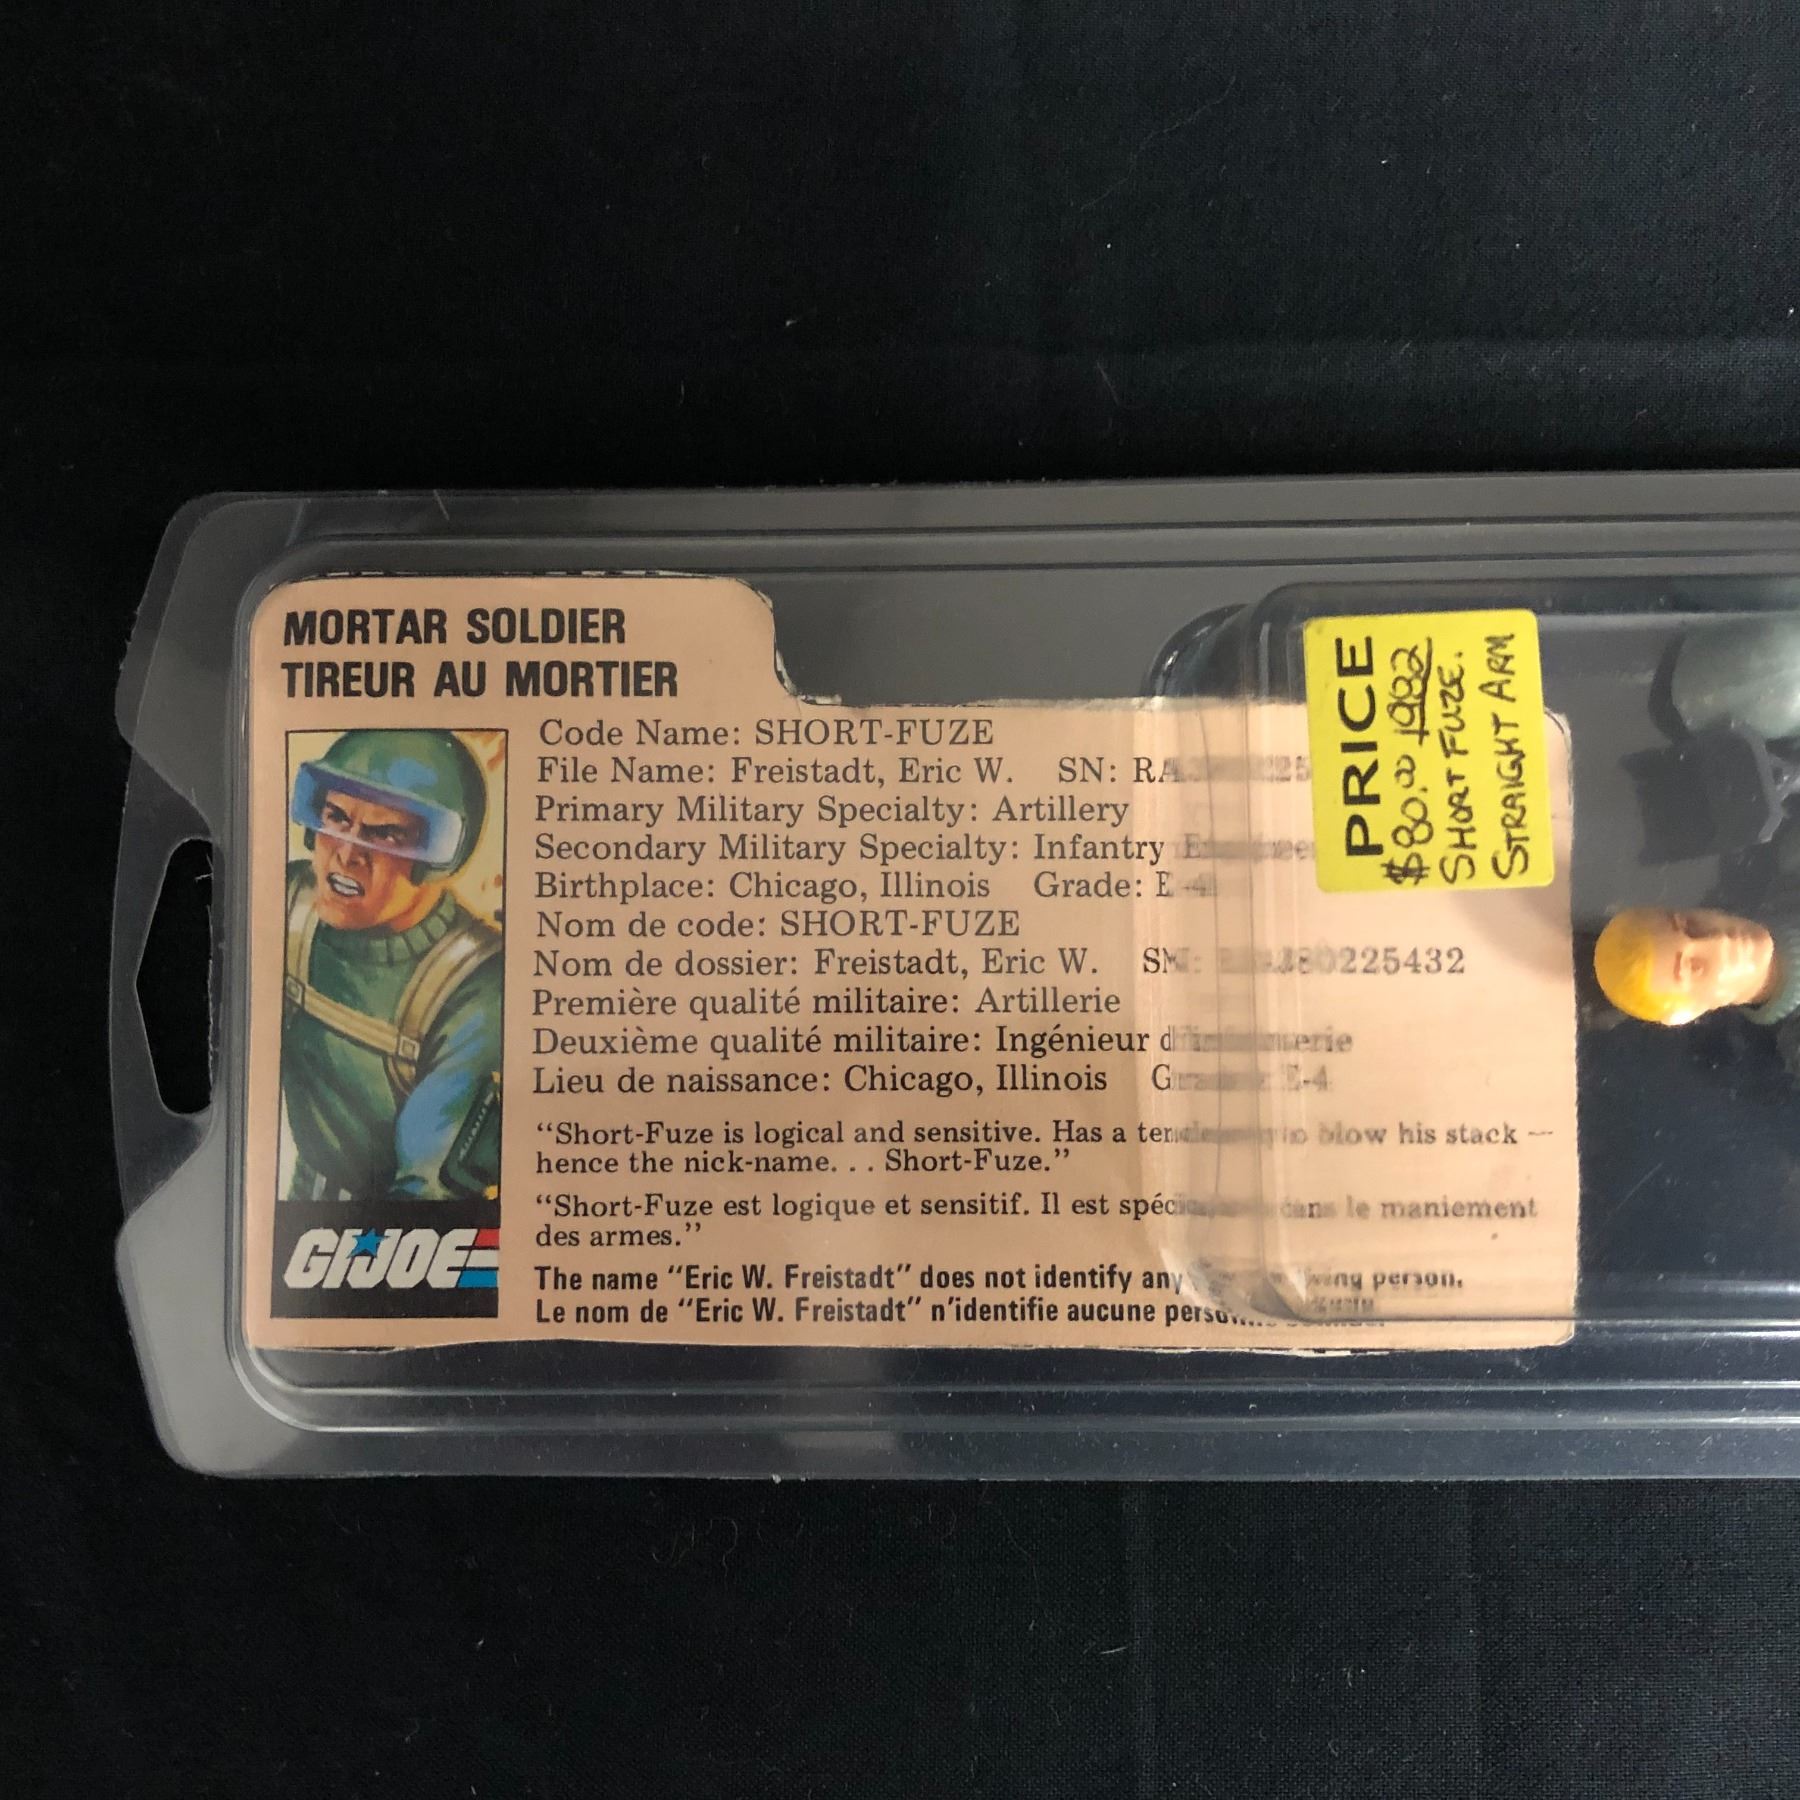 MORTAR SOLDIER
TIREUR AU MORTIER
Code Name: SHORT-FUZE
File Name: Freistadt, Eric W. SN:
Primary Military Specialty: Artillery
Secondary Military Specialty: Infantry
Birthplace: Chicago, Illinois Grade: E-4
Nom de code: SHORT-FUZE
Nom de dossier: Freistadt, Eric W. SN:
Première qualité militaire: Artillerie
Deuxième qualité militaire: Ingénieur
Lieu de naissance: Chicago, Illinois E-4
“Short-Fuze is logical and sensitive. Has a to blow his stack —
hence the nick-name. . . Short-Fuze.”
“Short-Fuze est logique et sensitif. Il est dans le maniement
des armes.”
The name “Eric W. Freistadt” does not identify any living person.
Le nom de “Eric W. Freistadt” n'identifie aucune
GI JOE
PRICE
$80.00 1982
SHORT FUZE.
STRAIGHT ARM